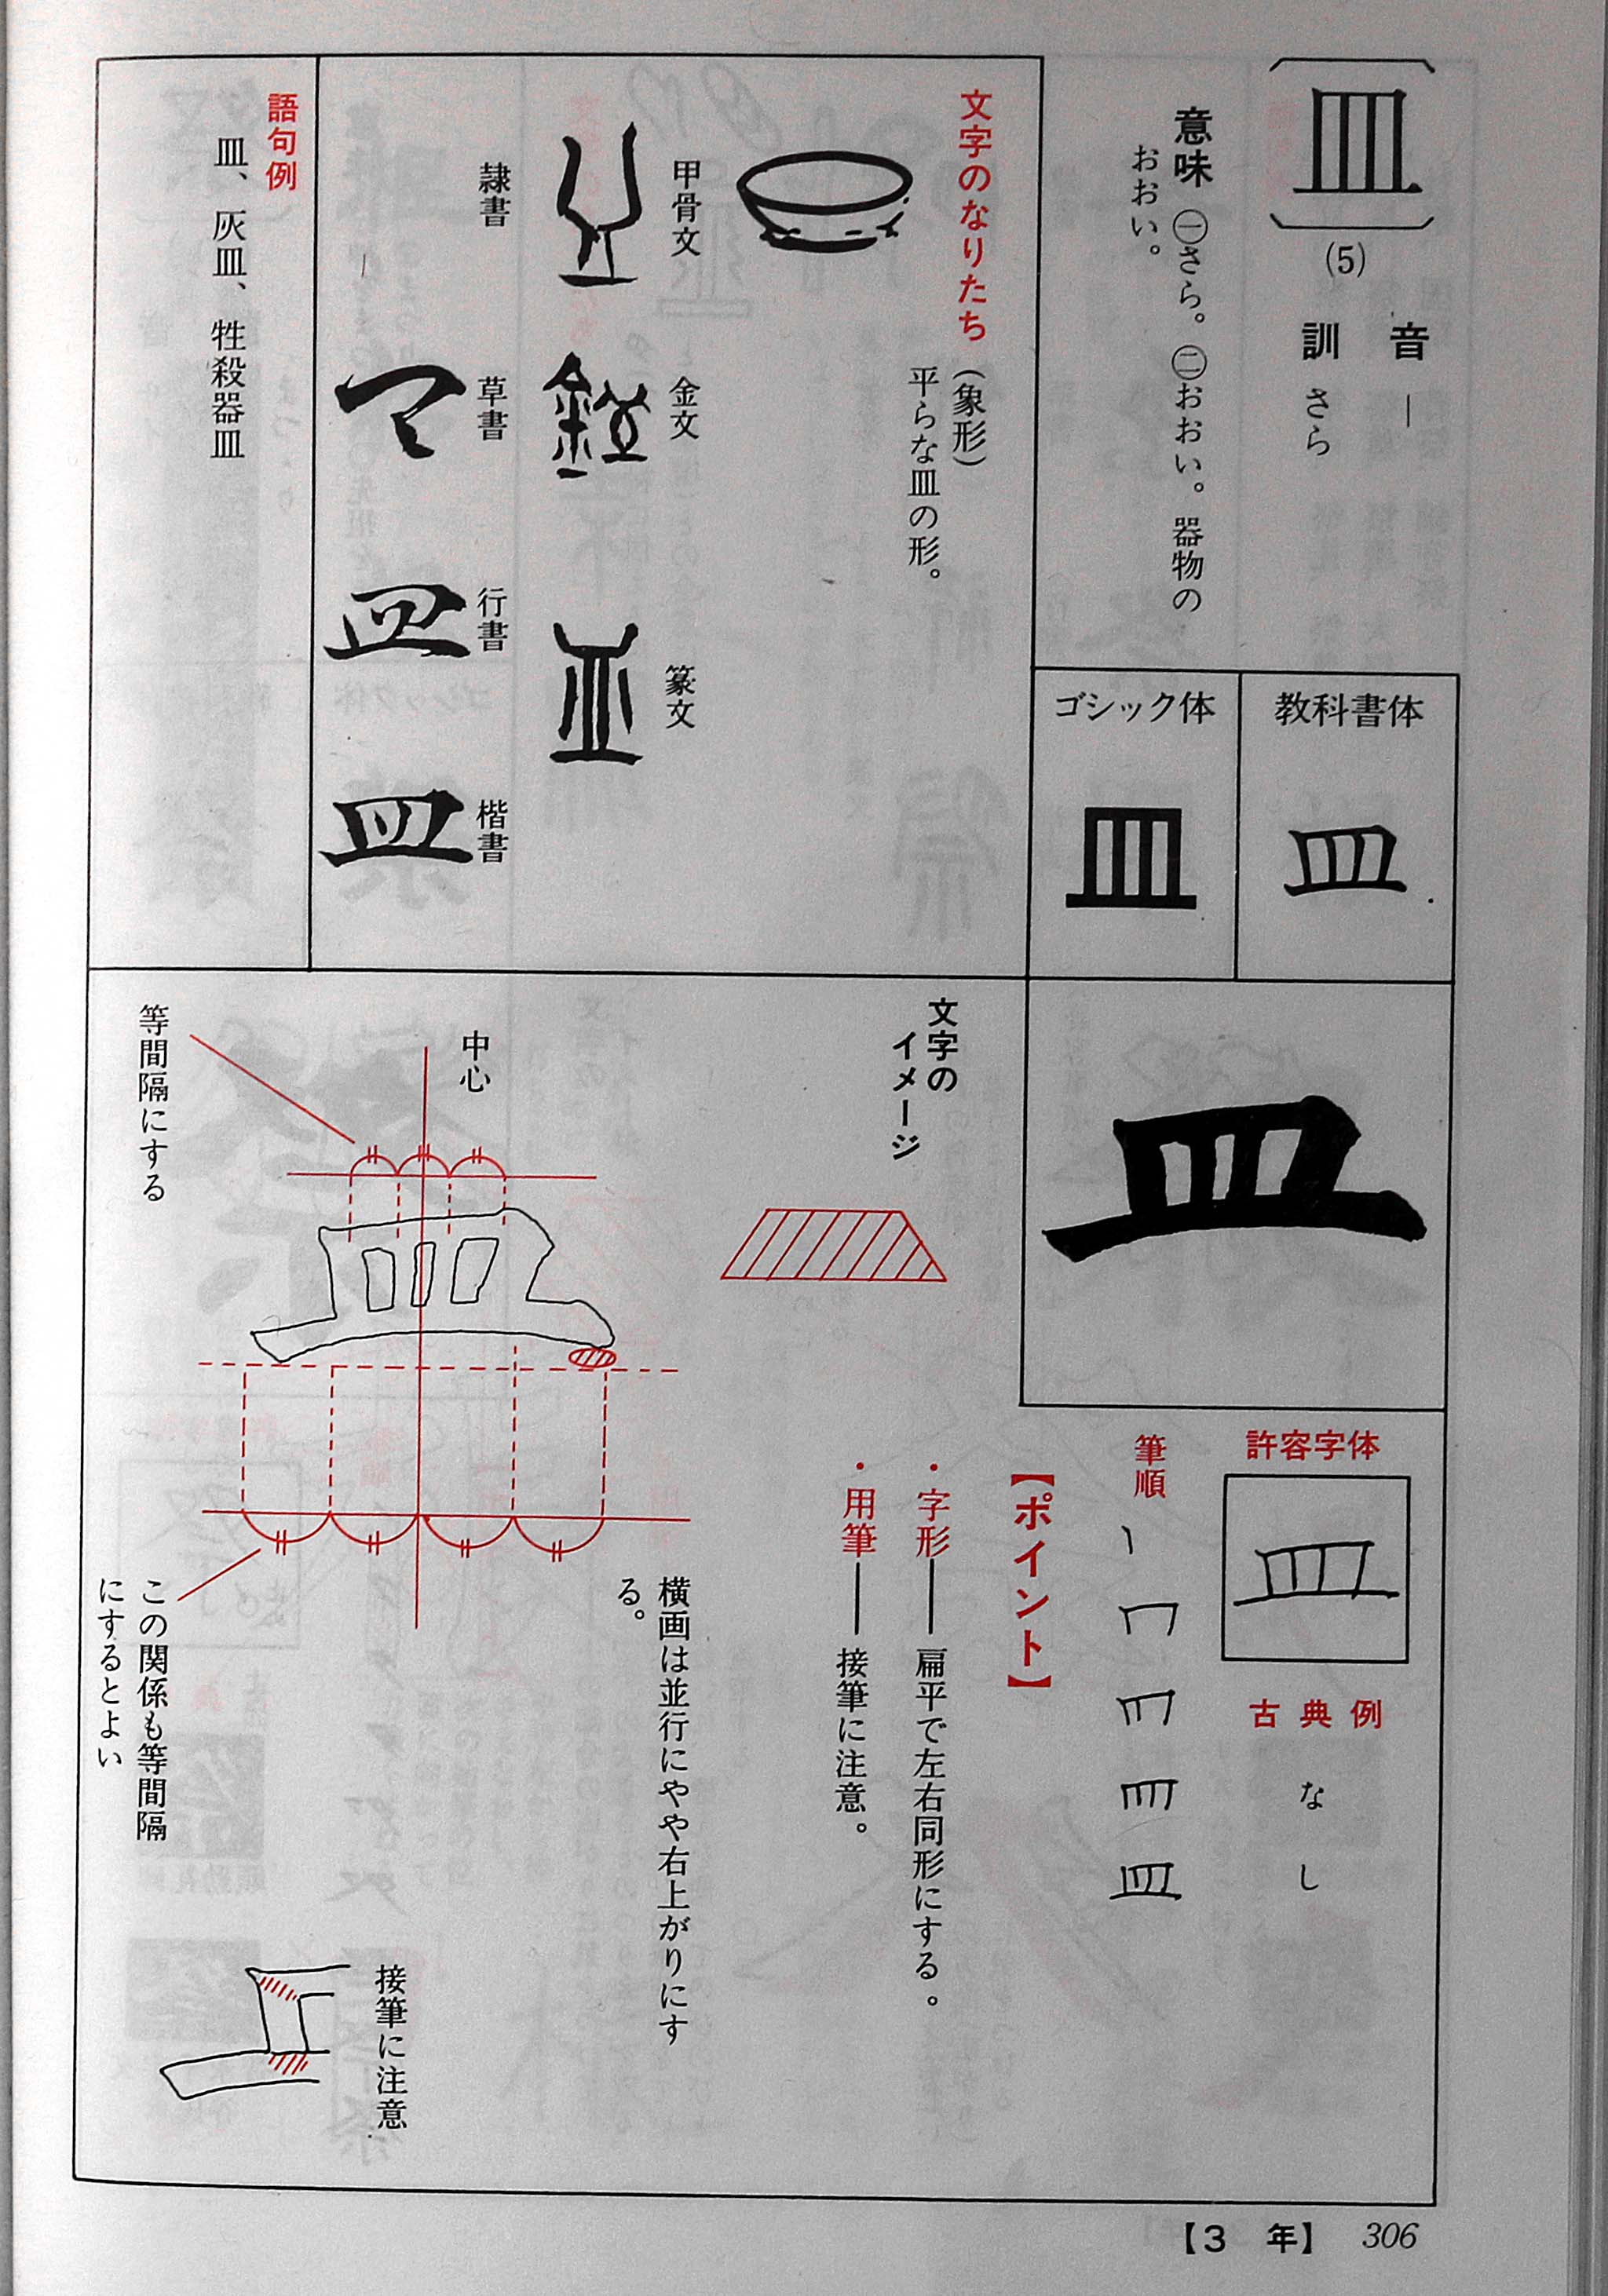 〔皿〕(5)
音 ―
訓 さら
意味 ㊀さら。㊁おおい。器物の
おおい。
教科書体
皿
ゴシック体
皿
文字のなりたち (象形)
平らな皿の形。
甲骨文
金文
篆文
隷書
草書
行書
楷書
皿
皿
語句例
皿、灰皿、牲殺器皿
皿
許容字体
皿
古典例
なし
筆順
皿
【ポイント】
・字形――扁平で左右同形にする。
・用筆――接筆に注意。
文字の
イメージ
横画は並行にやや右上がりにす
る。
中心
等間隔にする
この関係も等間隔
にするとよい
接筆に注意
【3 年】 306